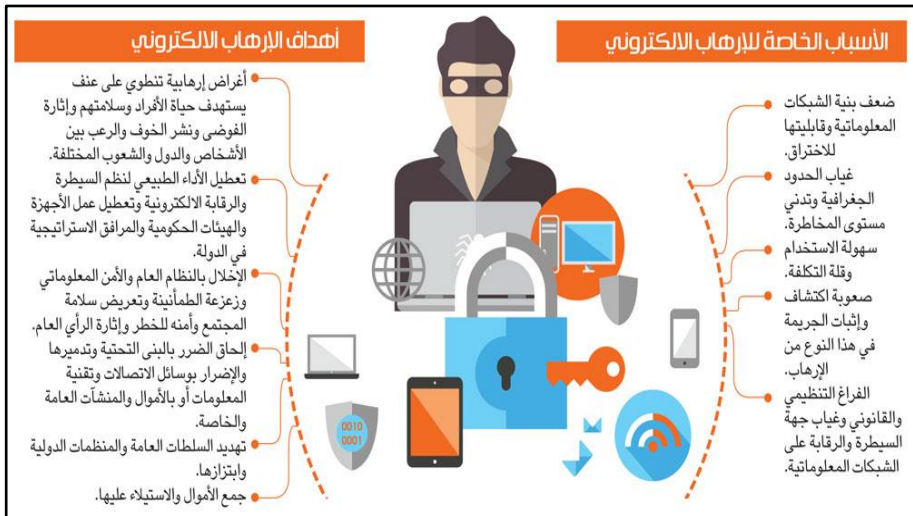 الأسباب الخاصة للإرهاب الالكتروني
ضعف بنية الشبكات
المعلوماتية وقابليتها
للاختراق.
غياب الحدود
الجغرافية وتدني
مستوى المخاطرة.
سهولة الاستخدام
وقلة التكلفة.
صعوبة اكتشاف
وإثبات الجريمة
في هذا النوع من
الإرهاب.
الفراغ التنظيمي
والقانوني وغياب جهة
السيطرة والرقابة على
الشبكات المعلوماتية.
أهداف الإرهاب الالكتروني
أغراض إرهابية تنطوي على عنف
يستهدف حياة الأفراد وسلامتهم وإثارة
الفوضى ونشر الخوف والرعب بين
الأشخاص والدول والشعوب المختلفة.
تعطيل الأداء الطبيعي لنظم السيطرة
والرقابة الالكترونية وتعطيل عمل الأجهزة
والهيئات الحكومية والمرافق الاستراتيجية
في الدولة.
الإخلال بالنظام العام والأمن المعلوماتي
وزعزعة الطمأنينة وتعريض سلامة
المجتمع وأمنه للخطر وإثارة الرأي العام.
إلحاق الضرر بالبنى التحتية وتدميرها
والإضرار بوسائل الاتصالات وتقنية
المعلومات أو بالأموال والمنشآت العامة
والخاصة.
تهديد السلطات العامة والمنظمات الدولية
وابتزازها.
جمع الأموال والاستيلاء عليها.
0010
0001